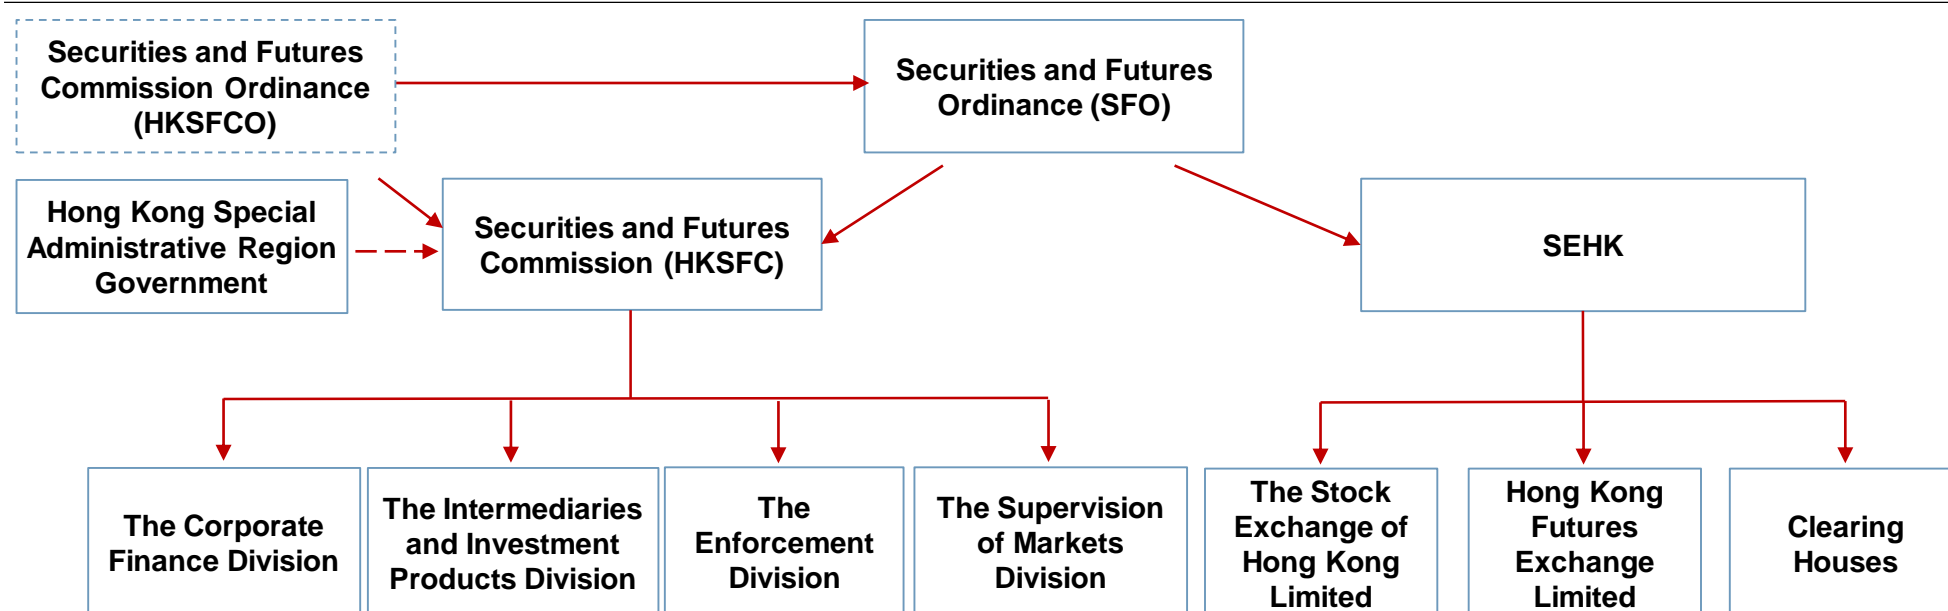 Securities and Futures
Commission Ordinance
(HKSFCO)
Securities and Futures
Ordinance (SFO)
Hong Kong Special
Administrative Region
Government
Securities and Futures
Commission (HKSFC)
SEHK
The Corporate
Finance Division
The Intermediaries
and Investment
Products Division
The
Enforcement
Division
The Supervision
of Markets
Division
The Stock
Exchange of
Hong Kong
Limited
Hong Kong
Futures
Exchange
Limited
Clearing
Houses